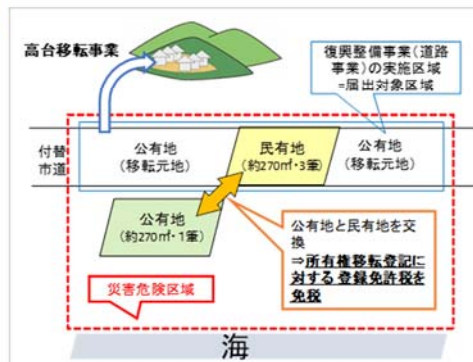 高台移転事業
復興整備事業(道路
事業)の実施区域
=届出対象区域
付替
市道
公有地
(移転元地)
民有地
(約270㎡・3筆)
公有地
(移転元地)
公有地
(約270㎡・1筆)
公有地と民有地を交
換
⇒所有権移転登記に
対する登録免許税を
免税
災害危険区域
海